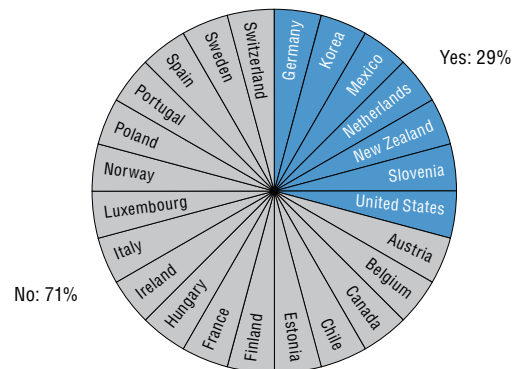 Germany
Korea
Mexico
Netherlands
New Zealand
Slovenia
United States
Austria
Belgium
Canada
Chile
Estonia
Finland
France
Hungary
Ireland
Italy
Luxembourg
Norway
Poland
Portugal
Spain
Sweden
Switzerland
Yes: 29%
No: 71%